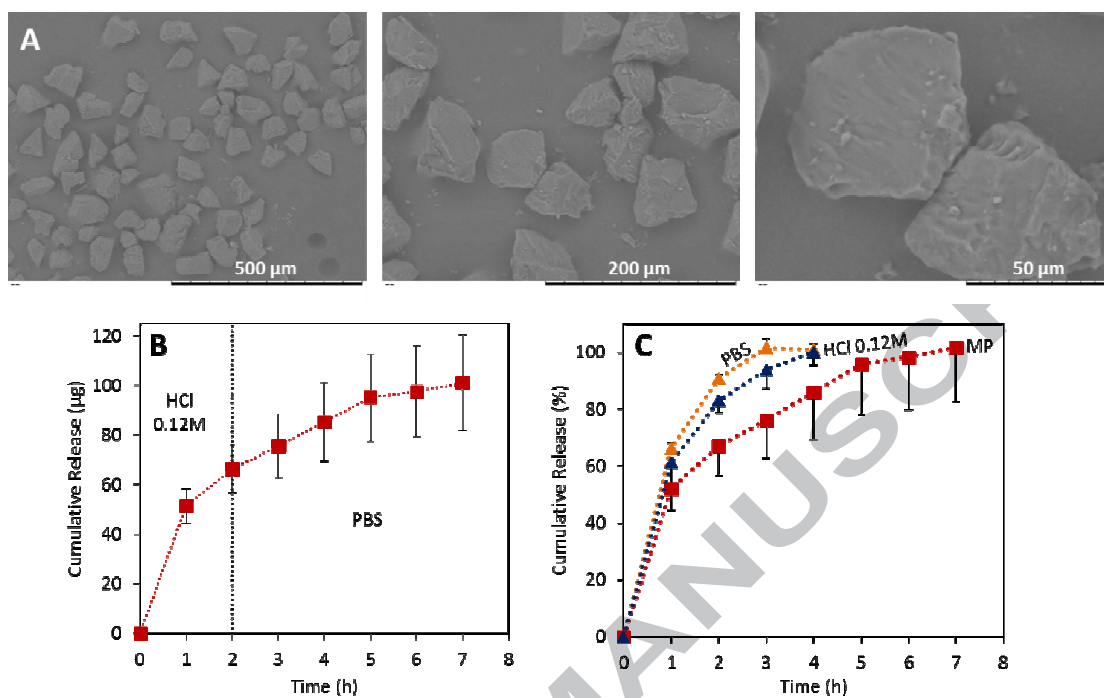 A
500 µm
200 µm
50 µm
B
Cumulative Release (µg)
120
100
80
60
40
20
0
HCl
0.12M
PBS
0 1 2 3 4 5 6 7 8
Time (h)
C
Cumulative Release (%)
100
80
60
40
20
0
PBS
HCl 0.12M
MP
0 1 2 3 4 5 6 7 8
Time (h)
MANUSC